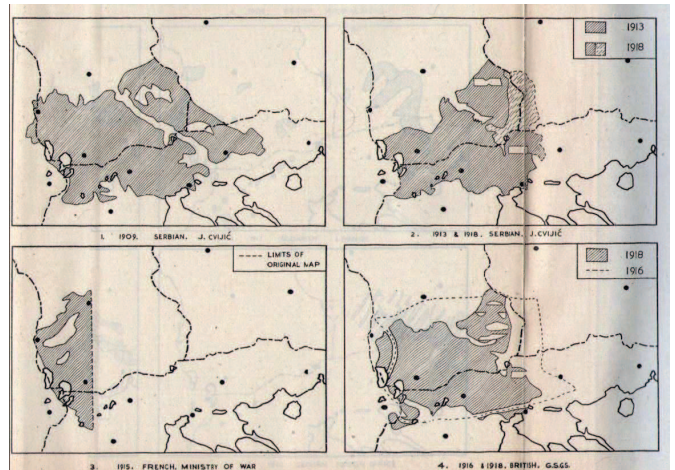 1913
1918
1. 1909. SERBIAN. J. CVIJIĆ
2. 1913 & 1918. SERBIAN. J. CVIJIĆ
LIMTS OF
ORIGINAL MAP
1918
1916
3. 1915. FRENCH. MINISTRY OF WAR
4. 1916 & 1918. BRITISH. G.S.G.S.